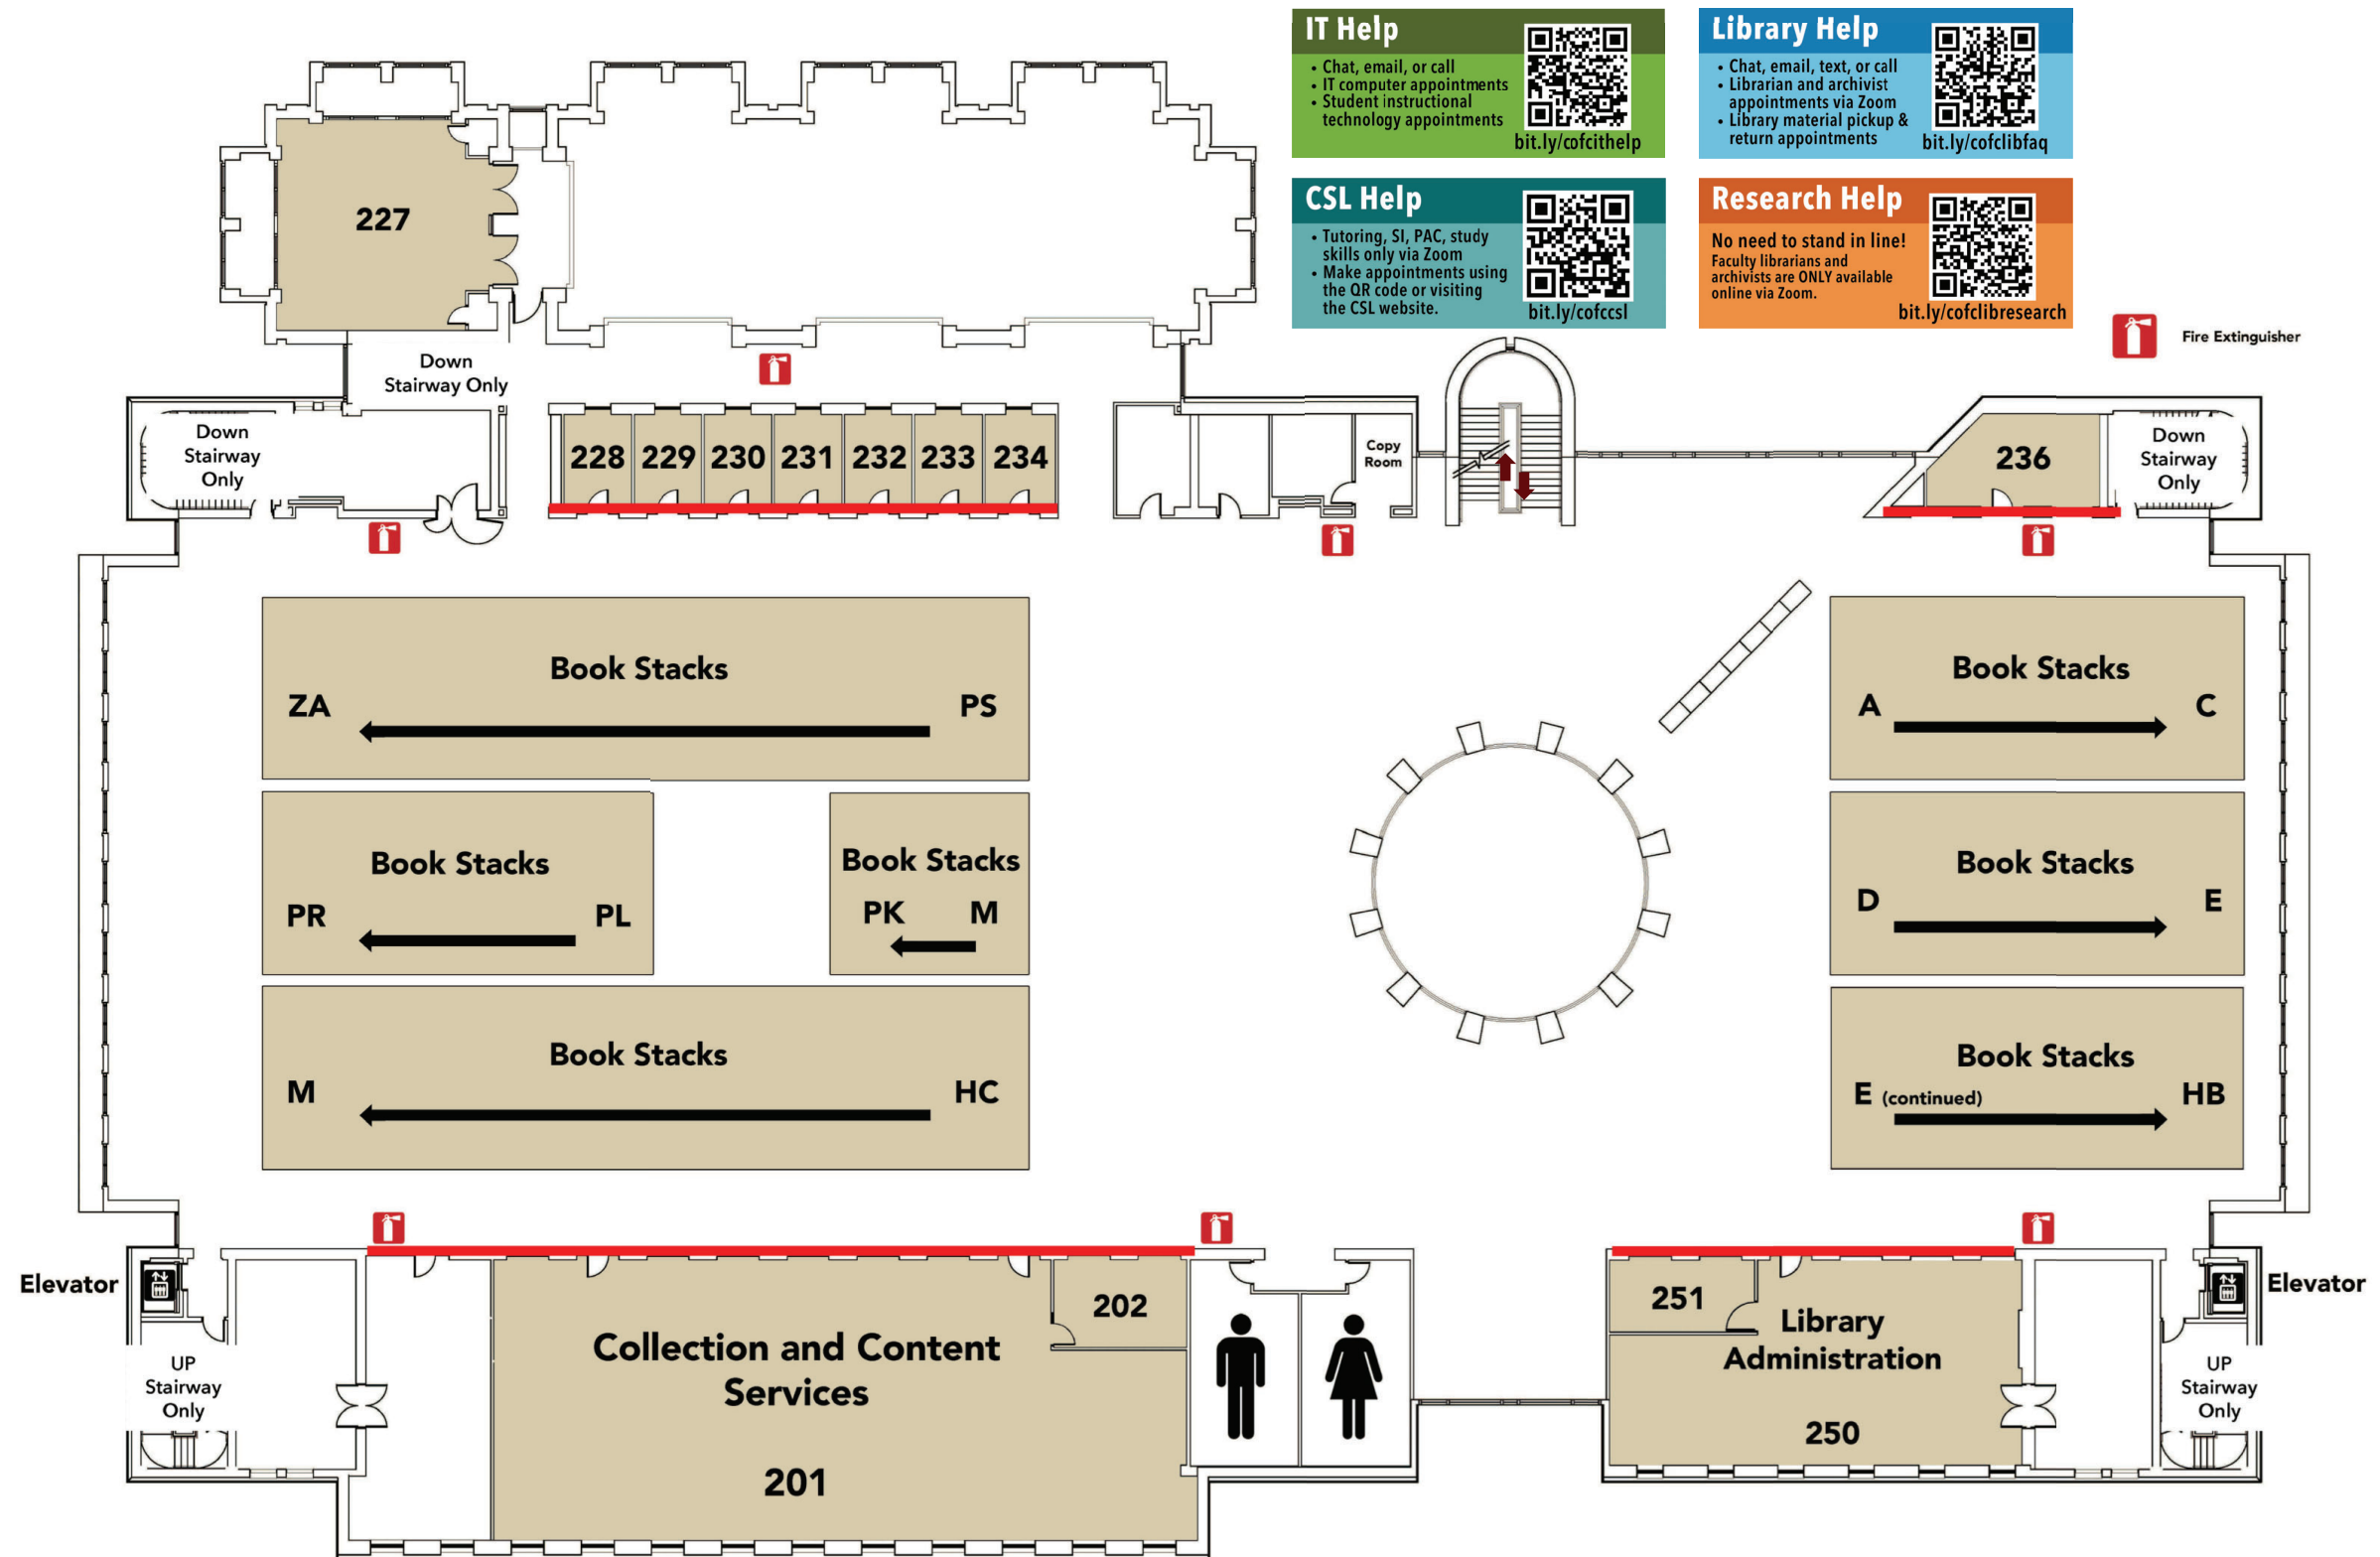 IT Help
• Chat, email, or call
• IT computer appointments
• Student instructional
technology appointments
bit.ly/cofcithelp
Library Help
• Chat, email, text, or call
• Librarian and archivist
appointments via Zoom
• Library material pickup &
return appointments
bit.ly/cofclibfaq
CSL Help
• Tutoring, SI, PAC, study
skills only via Zoom
• Make appointments using
the QR code or visiting
the CSL website.
bit.ly/cofccsl
Research Help
No need to stand in line!
Faculty librarians and
archivists are ONLY available
online via Zoom.
bit.ly/cofclibresearch
Fire Extinguisher
227
Down
Stairway Only
Down
Stairway
Only
228 229 230 231 232 233 234
Copy
Room
236
Down
Stairway
Only
Book Stacks
ZA PS
Book Stacks
A C
Book Stacks
PR PL
Book Stacks
PK M
Book Stacks
D E
Book Stacks
M HC
Book Stacks
E (continued) HB
Elevator
UP
Stairway
Only
Collection and Content
Services
201
202
251
Library
Administration
250
Elevator
UP
Stairway
Only